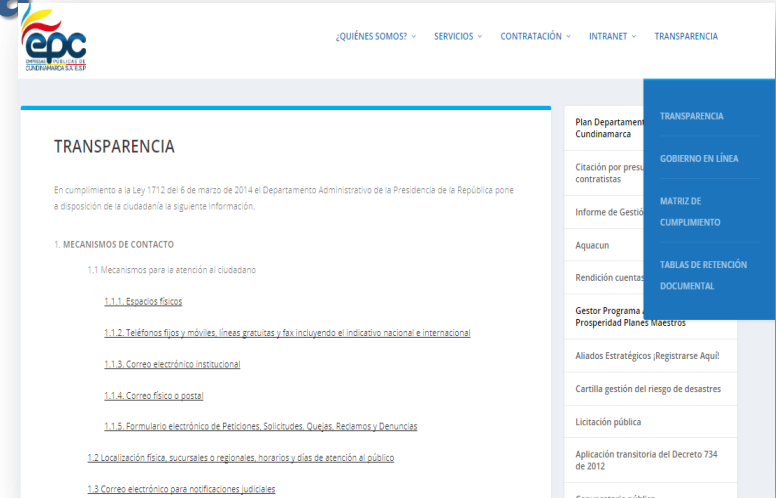 epc
EMPRESAS PÚBLICAS DE
CUNDINAMARCA S.A. E.S.P
¿QUIÉNES SOMOS?
SERVICIOS
CONTRATACIÓN
INTRANET
TRANSPARENCIA
TRANSPARENCIA
GOBIERNO EN LÍNEA
MATRIZ DE
CUMPLIMIENTO
TABLAS DE RETENCIÓN
DOCUMENTAL
TRANSPARENCIA
En cumplimiento a la Ley 1712 del 6 de marzo de 2014 el Departamento Administrativo de la Presidencia de la República pone
a disposición de la ciudadanía la siguiente información.
1. MECANISMOS DE CONTACTO
1.1 Mecanismos para la atención al ciudadano
1.1.1. Espacios físicos
1.1.2. Teléfonos fijos y móviles, líneas gratuitas y fax incluyendo el indicativo nacional e internacional
1.1.3. Correo electrónico institucional
1.1.4. Correo físico o postal
1.1.5. Formulario electrónico de Peticiones, Solicitudes, Quejas, Reclamos y Denuncias
1.2 Localización física, sucursales o regionales, horarios y días de atención al público
1.3 Correo electrónico para notificaciones judiciales
Plan Departament
Cundinamarca
Citación por presu
contratistas
Informe de Gestió
Aquacun
Rendición cuentas
Gestor Programa
Prosperidad Planes Maestros
Aliados Estratégicos ¡Registrarse Aquí!
Cartilla gestión del riesgo de desastres
Licitación pública
Aplicación transitoria del Decreto 734
de 2012